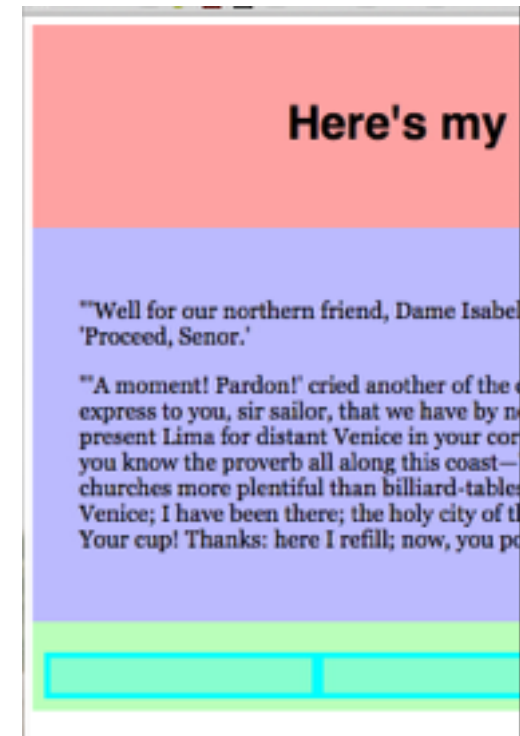 Here's my
"'Well for our northern friend, Dame Isabel
'Proceed, Senor.'
"'A moment! Pardon!' cried another of the
express to you, sir sailor, that we have by
present Lima for distant Venice in your
you know the proverb all along this coast—
churches more plentiful than billiard-tables
Venice; I have been there; the holy city of
Your cup! Thanks: here I refill; now, you